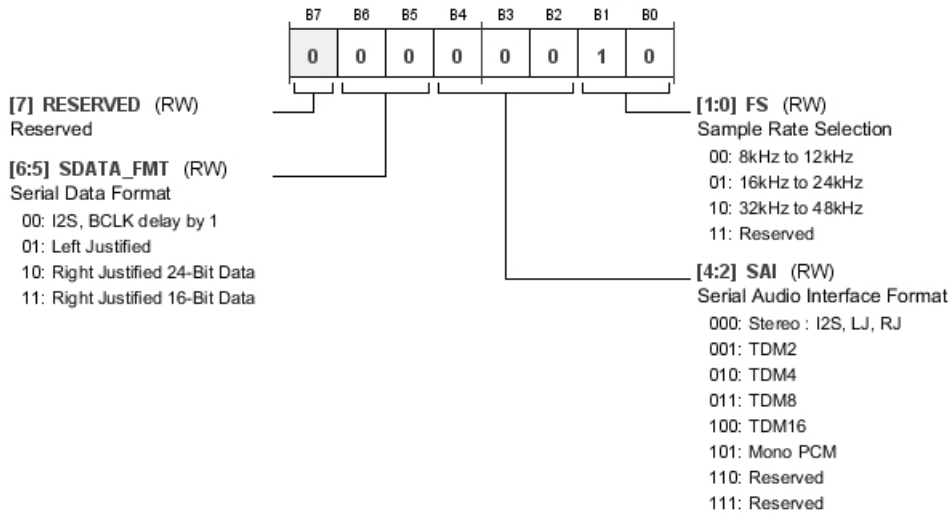 B7 B6 B5 B4 B3 B2 B1 B0
0 0 0 0 0 0 1 0
[7] RESERVED (RW)
Reserved
[6:5] SDATA_FMT (RW)
Serial Data Format
00: I2S, BCLK delay by 1
01: Left Justified
10: Right Justified 24-Bit Data
11: Right Justified 16-Bit Data
[1:0] FS (RW)
Sample Rate Selection
00: 8kHz to 12kHz
01: 16kHz to 24kHz
10: 32kHz to 48kHz
11: Reserved
[4:2] SAI (RW)
Serial Audio Interface Format
000: Stereo : I2S, LJ, RJ
001: TDM2
010: TDM4
011: TDM8
100: TDM16
101: Mono PCM
110: Reserved
111: Reserved